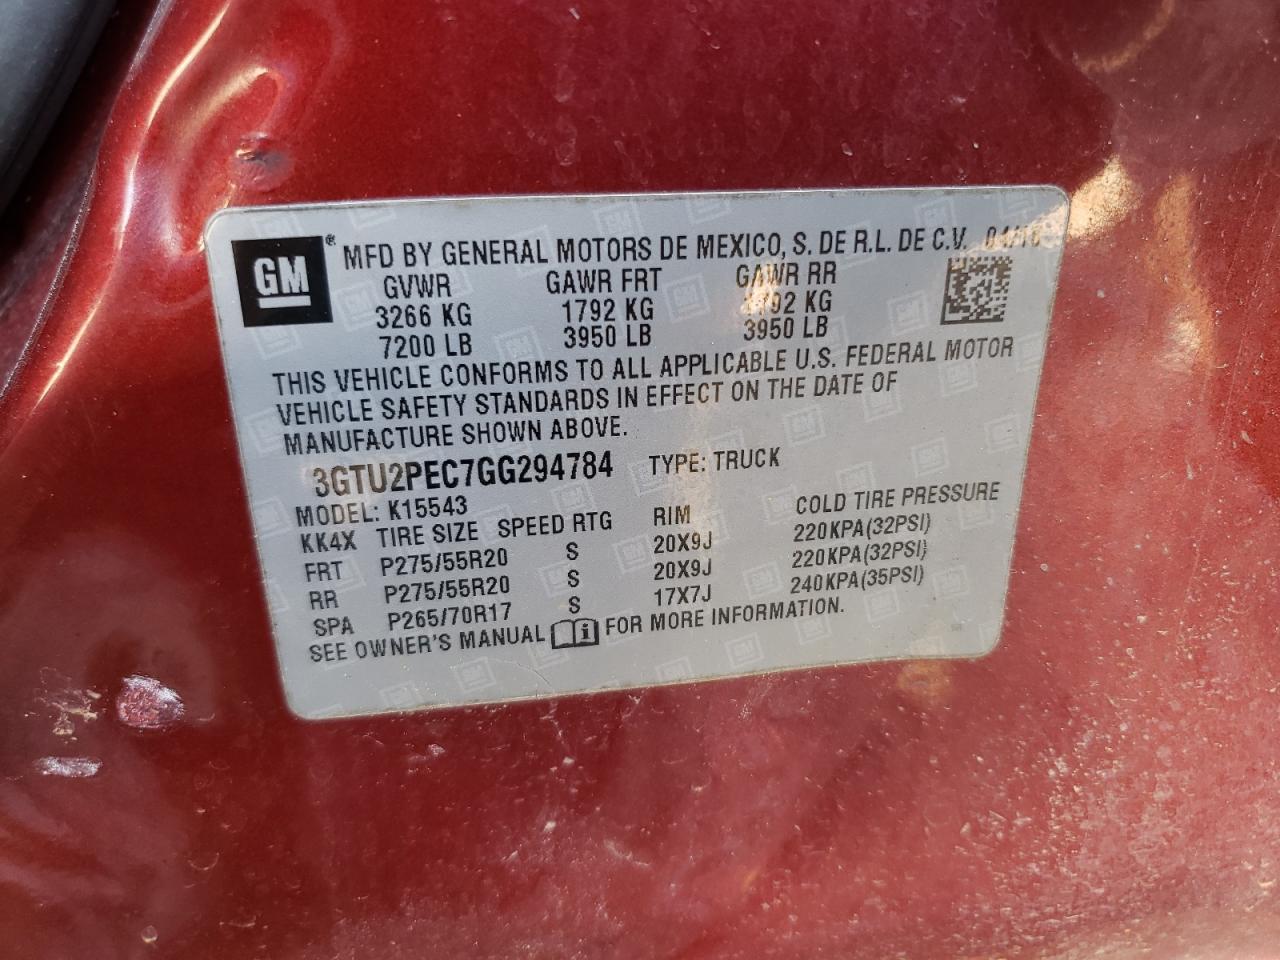 GM ® MFD BY GENERAL MOTORS DE MEXICO, S. DE R.L. DE C.V. 04/16
GVWR GAWR FRT GAWR RR
3266 KG 1792 KG 1792 KG
7200 LB 3950 LB 3950 LB
THIS VEHICLE CONFORMS TO ALL APPLICABLE U.S. FEDERAL MOTOR
VEHICLE SAFETY STANDARDS IN EFFECT ON THE DATE OF
MANUFACTURE SHOWN ABOVE.
3GTU2PEC7GG294784 TYPE: TRUCK
MODEL: K15543
KK4X TIRE SIZE SPEED RTG RIM COLD TIRE PRESSURE
FRT P275/55R20 S 20X9J 220KPA(32PSI)
RR P275/55R20 S 20X9J 220KPA(32PSI)
SPA P265/70R17 S 17X7J 240KPA(35PSI)
SEE OWNER'S MANUAL FOR MORE INFORMATION.